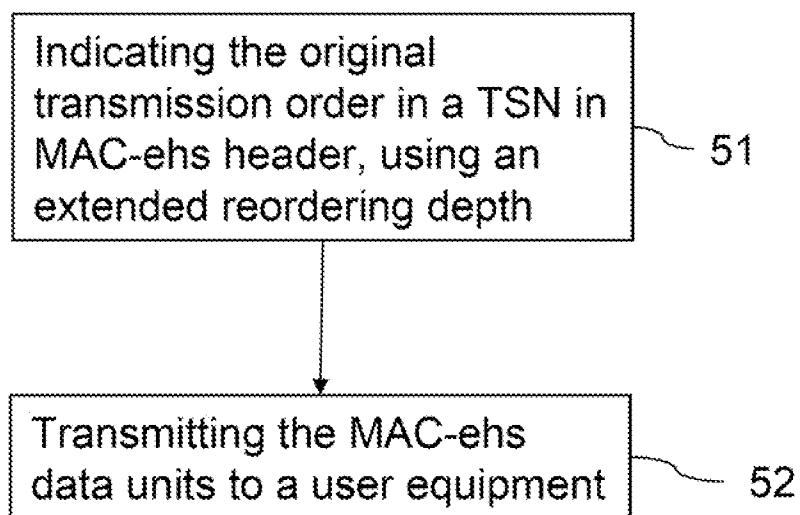 Indicating the original
transmission order in a TSN in
MAC-ehs header, using an
extended reordering depth
51
Transmitting the MAC-ehs
data units to a user equipment
52